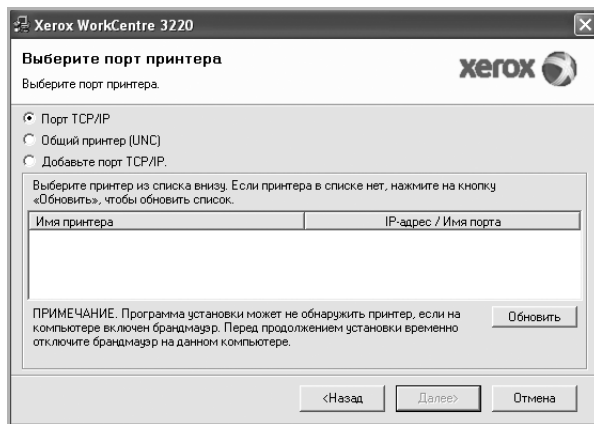 Xerox WorkCentre 3220
Выберите порт принтера
Выберите порт принтера.
xerox
Порт TCP/IP
Общий принтер (UNC)
Добавьте порт TCP/IP.
Выберите принтер из списка внизу. Если принтера в списке нет, нажмите на кнопку
«Обновить», чтобы обновить список.
Имя принтера IP-адрес / Имя порта
ПРИМЕЧАНИЕ. Программа установки может не обнаружить принтер, если на
компьютере включен брандмауэр. Перед продолжением установки временно
отключите брандмауэр на данном компьютере.
Обновить
<Назад Далее> Отмена